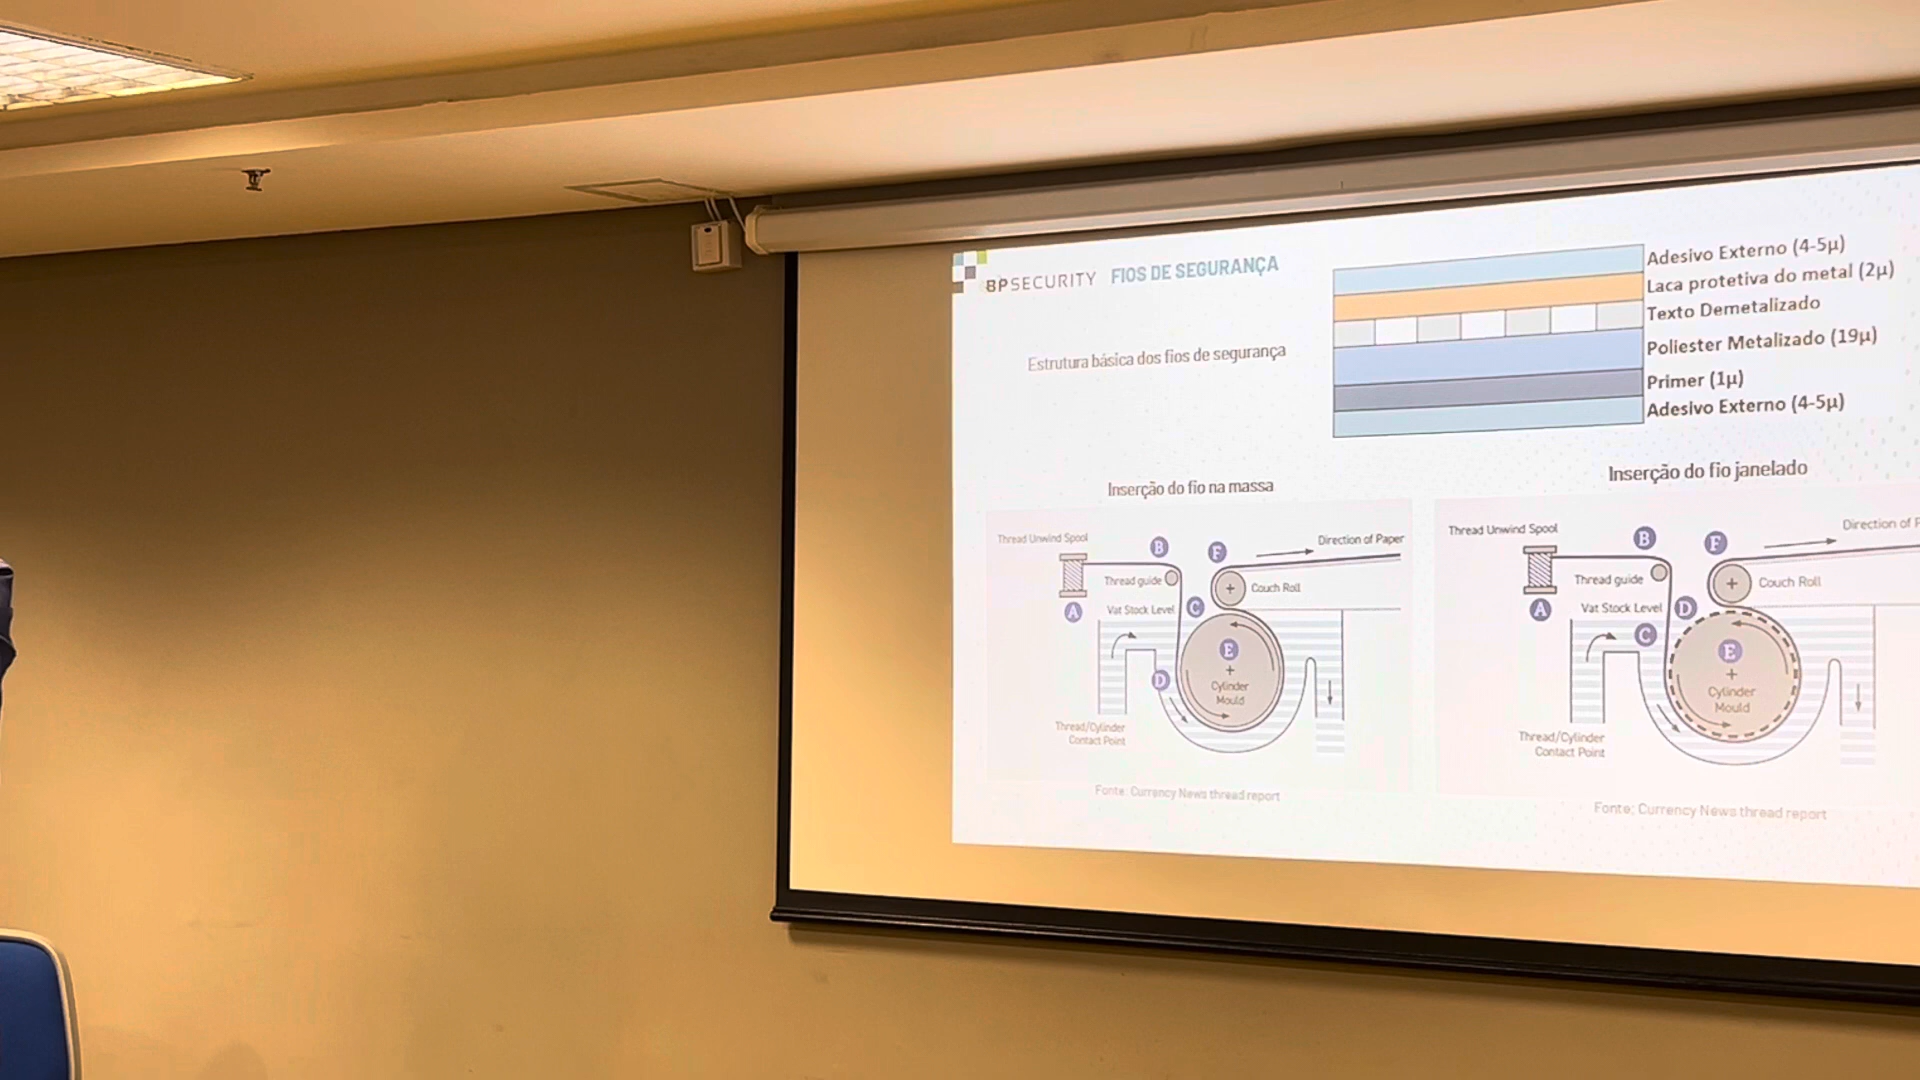 BPSECURITY FIOS DE SEGURANÇA
Estrutura básica dos fios de segurança
Adesivo Externo (4-5µ)
Laca protetiva do metal (2µ)
Texto Demetalizado
Poliester Metalizado (19µ)
Primer (1µ)
Adesivo Externo (4-5µ)
Inserção do fio na massa
Thread Unwind Spool
B
F
Direction of Paper
Thread guide
Couch Roll
A
Vat Stock Level
C
E
D
+
Cylinder
Mould
Thread/Cylinder
Contact Point
Fonte: Currency News thread report
Inserção do fio janelado
Thread Unwind Spool
B
F
Direction of
Thread guide
Couch Roll
A
Vat Stock Level
D
C
E
+
Cylinder
Mould
Thread/Cylinder
Contact Point
Fonte: Currency News thread report